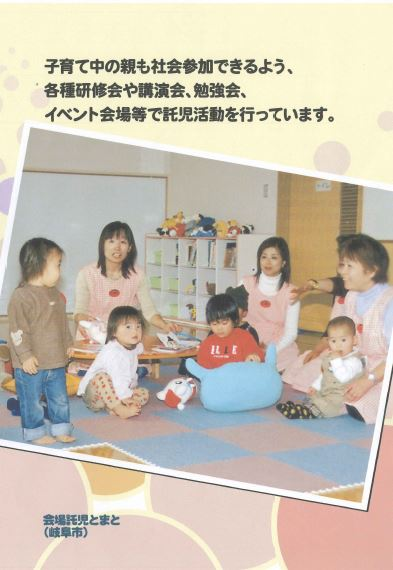 子育て中の親も社会参加できるよう、
各種研修会や講演会、勉強会、
イベント会場等で託児活動を行っています。
会場託児とまと
（岐阜市）